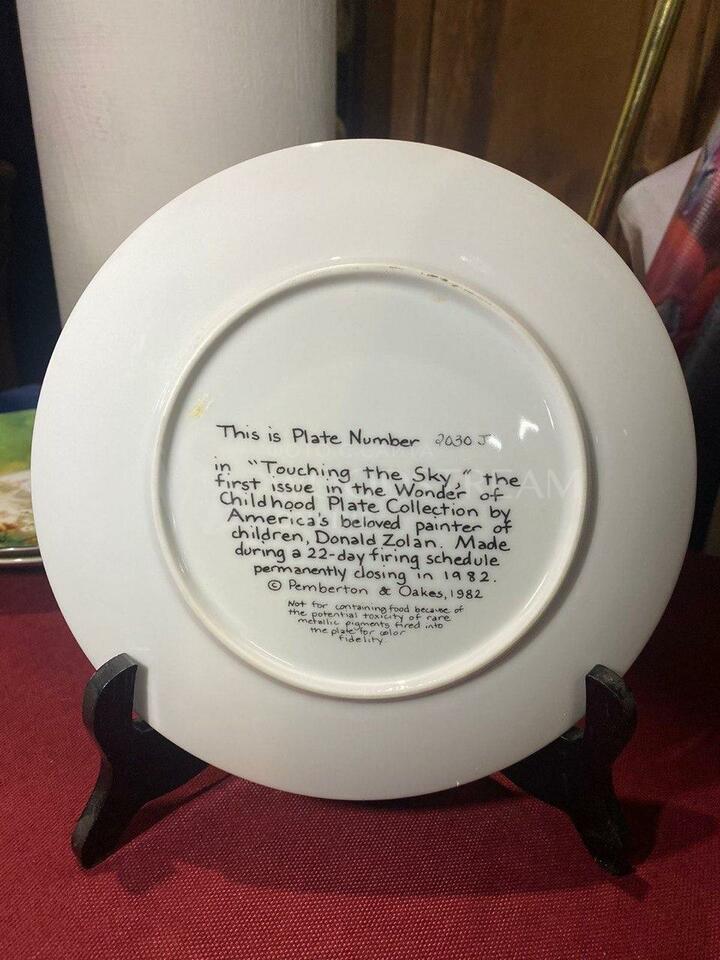 This is Plate Number 2030 J
in "Touching the Sky," the
first issue in the Wonder of
Childhood Plate Collection by
America's beloved painter of
children, Donald Zolan. Made
during a 22-day firing schedule
permanently closing in 1982.
© Pemberton & Oakes, 1982
Not for containing food because of
the potential toxicity of rare
metallic pigments fired into
the plate for color
fidelity.